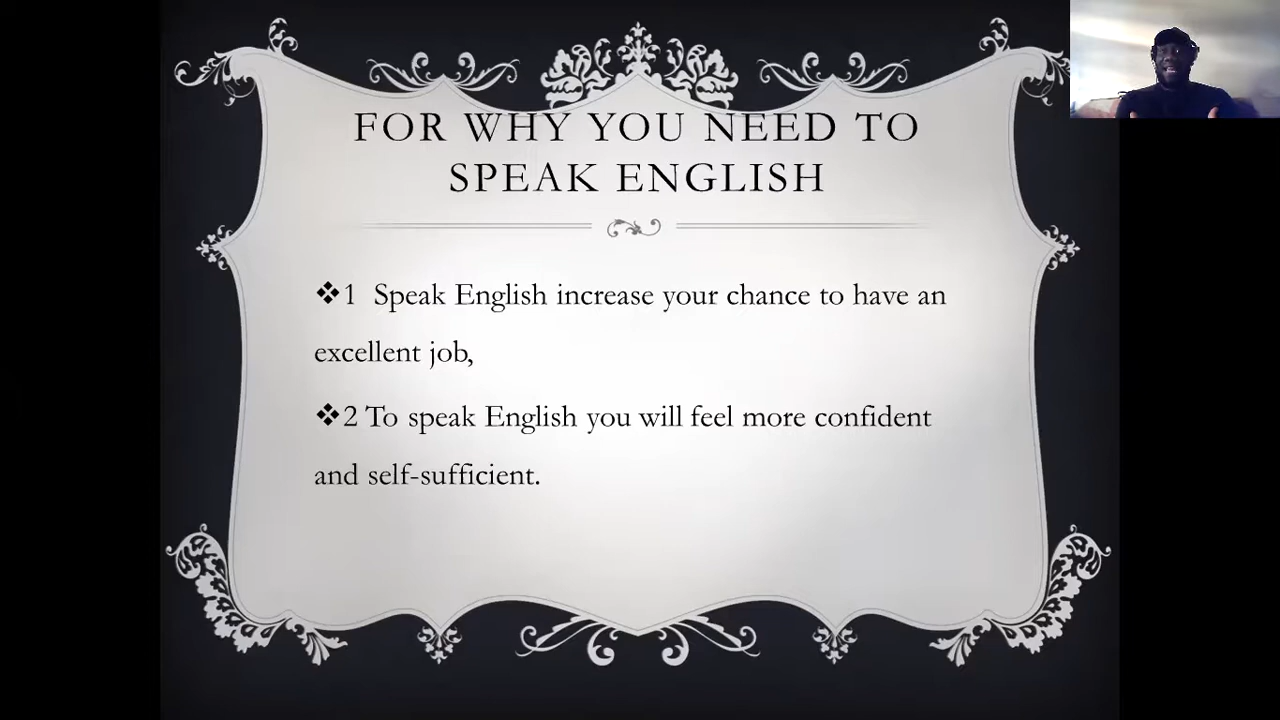 FOR WHY YOU NEED TO
SPEAK ENGLISH
❖1 Speak English increase your chance to have an
excellent job,
❖2 To speak English you will feel more confident
and self-sufficient.